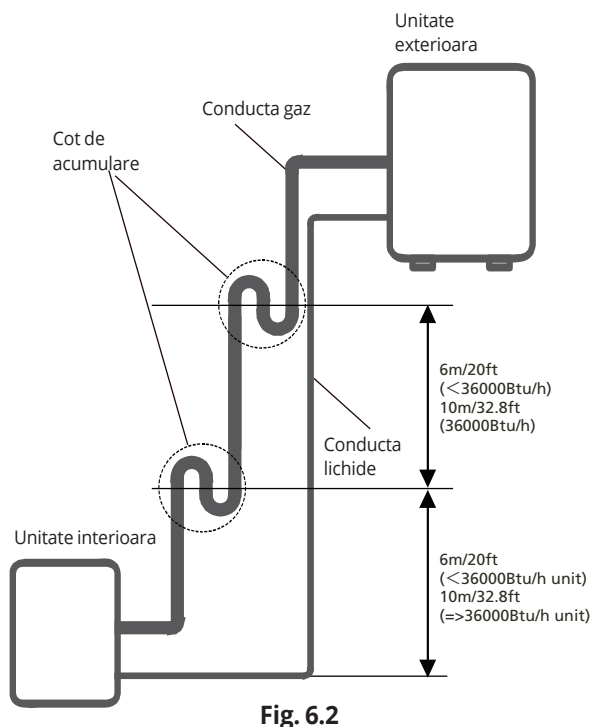 Unitate
exterioara
Conducta gaz
Cot de
acumulare
6m/20ft
(<36000Btu/h)
10m/32.8ft
(36000Btu/h)
Conducta
lichide
Unitate interioara
6m/20ft
(<36000Btu/h unit)
10m/32.8ft
(=>36000Btu/h unit)
Fig. 6.2